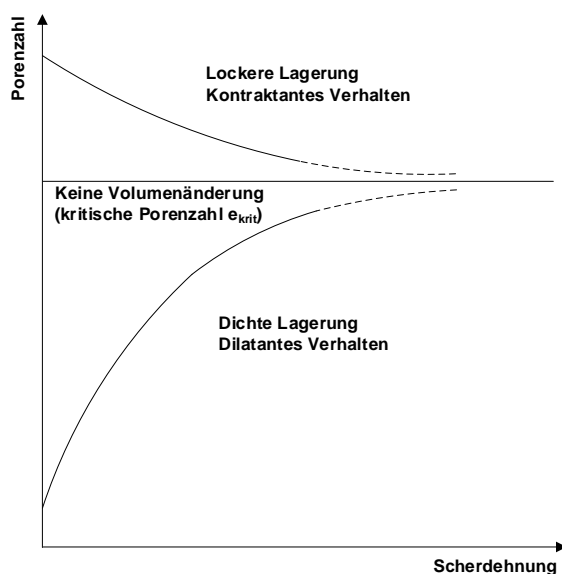 Porenzahl
Lockere Lagerung
Kontraktantes Verhalten
Keine Volumenänderung
(kritische Porenzahl ekrit)
Dichte Lagerung
Dilatantes Verhalten
Scherdehnung